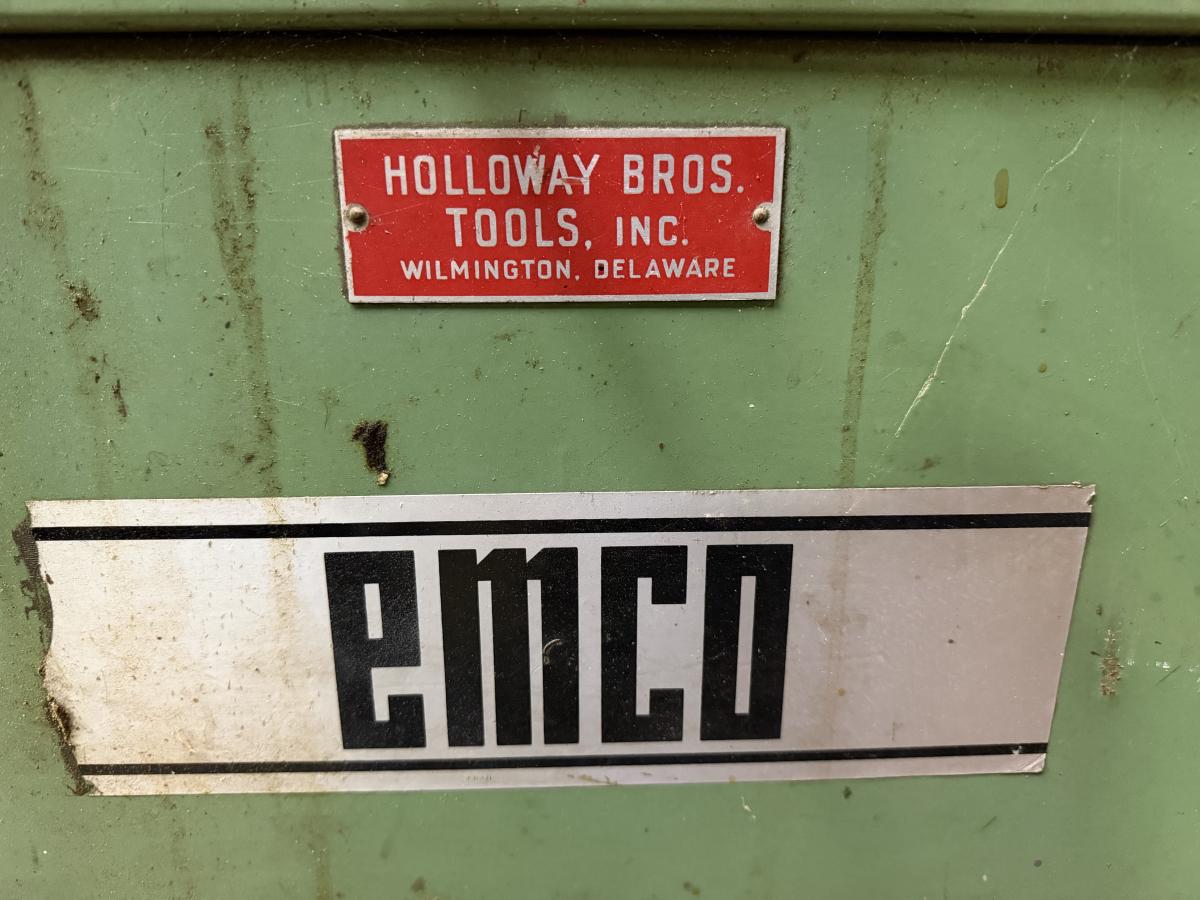 HOLLOWAY BROS.
TOOLS, INC.
WILMINGTON, DELAWARE
emco